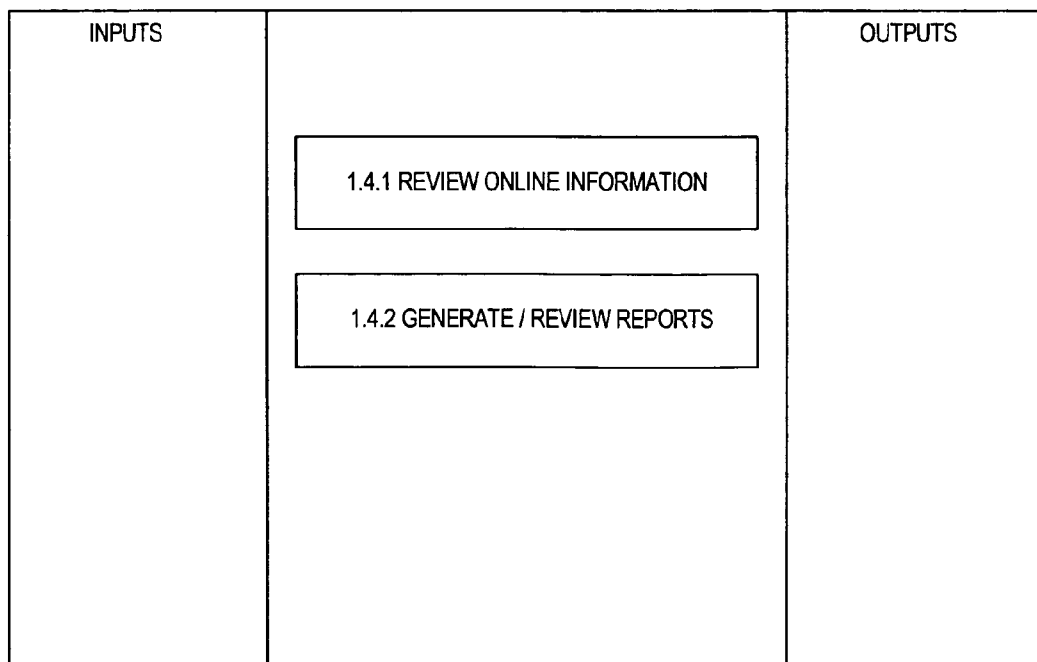 INPUTS
OUTPUTS
1.4.1 REVIEW ONLINE INFORMATION
1.4.2 GENERATE / REVIEW REPORTS